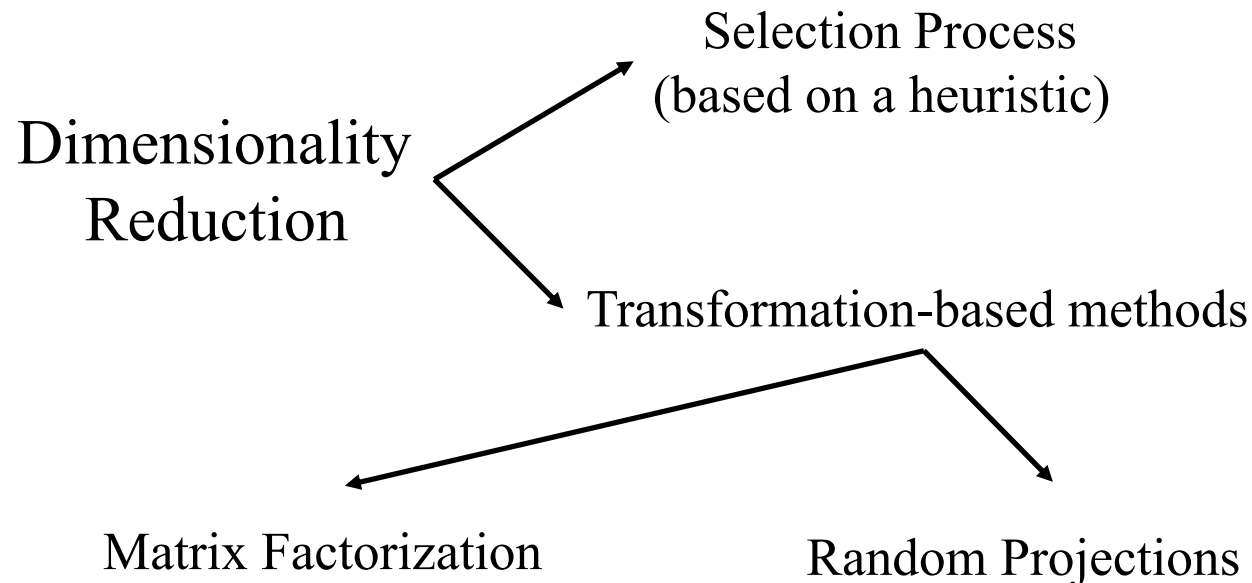 Selection Process
(based on a heuristic)
Dimensionality
Reduction
Transformation-based methods
Matrix Factorization
Random Projections